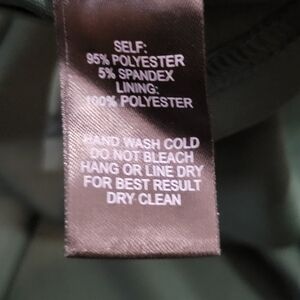 SELF:
95% POLYESTER
5% SPANDEX
LINING:
100% POLYESTER
HAND WASH COLD
DO NOT BLEACH
HANG OR LINE DRY
FOR BEST RESULT
DRY CLEAN